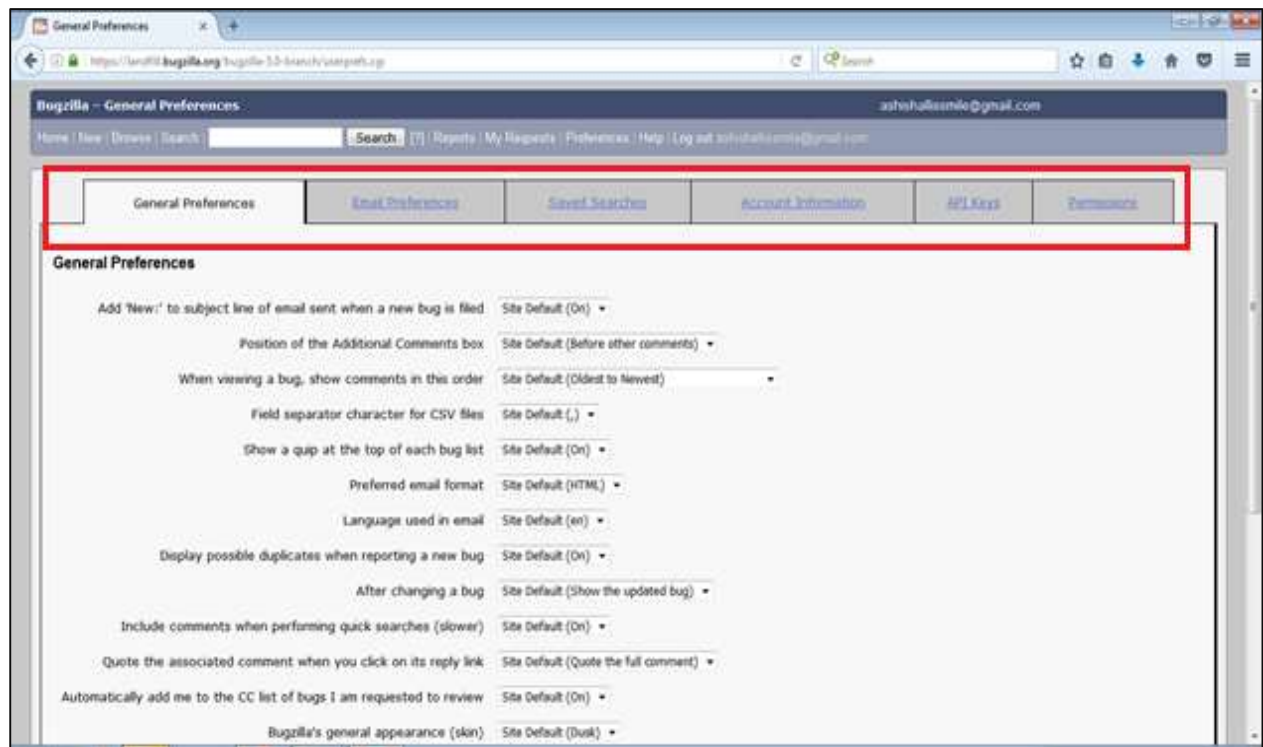 General Preferences
https://landfill.bugzilla.org/bugzilla-5.0-branch/userprefs.cgi
Search
Bugzilla – General Preferences
Home | New | Browse | Search | Search [?] | Reports | My Requests | Preferences | Help | Log out
General Preferences Email Preferences Saved Searches Account Information API Keys Permissions
General Preferences
Add 'New:' to subject line of email sent when a new bug is filed Site Default (On)
Position of the Additional Comments box Site Default (Before other comments)
When viewing a bug, show comments in this order Site Default (Oldest to Newest)
Field separator character for CSV files Site Default (,)
Show a quip at the top of each bug list Site Default (On)
Preferred email format Site Default (HTML)
Language used in email Site Default (en)
Display possible duplicates when reporting a new bug Site Default (On)
After changing a bug Site Default (Show the updated bug)
Include comments when performing quick searches (slower) Site Default (On)
Quote the associated comment when you click on its reply link Site Default (Quote the full comment)
Automatically add me to the CC list of bugs I am requested to review Site Default (On)
Bugzilla's general appearance (skin) Site Default (Dusk)